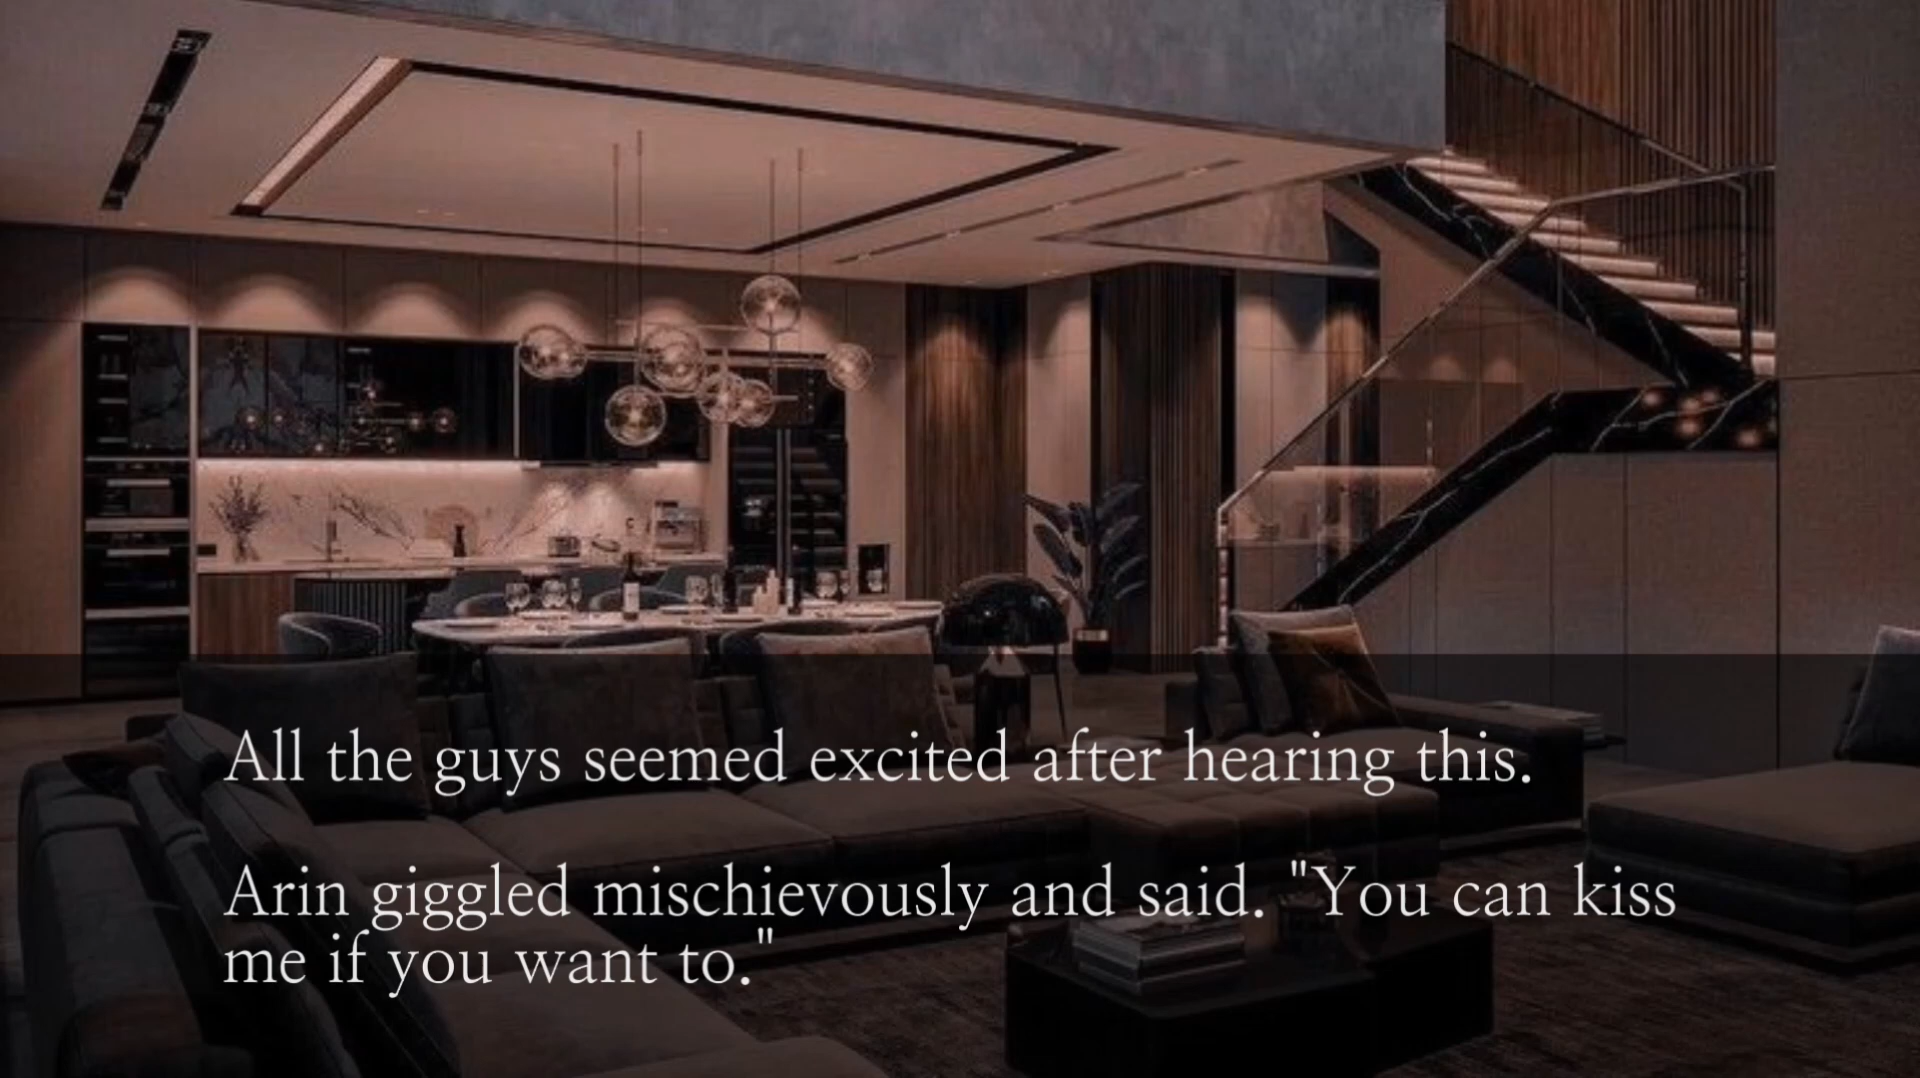 All the guys seemed excited after hearing this.
Arin giggled mischievously and said. "You can kiss
me if you want to."